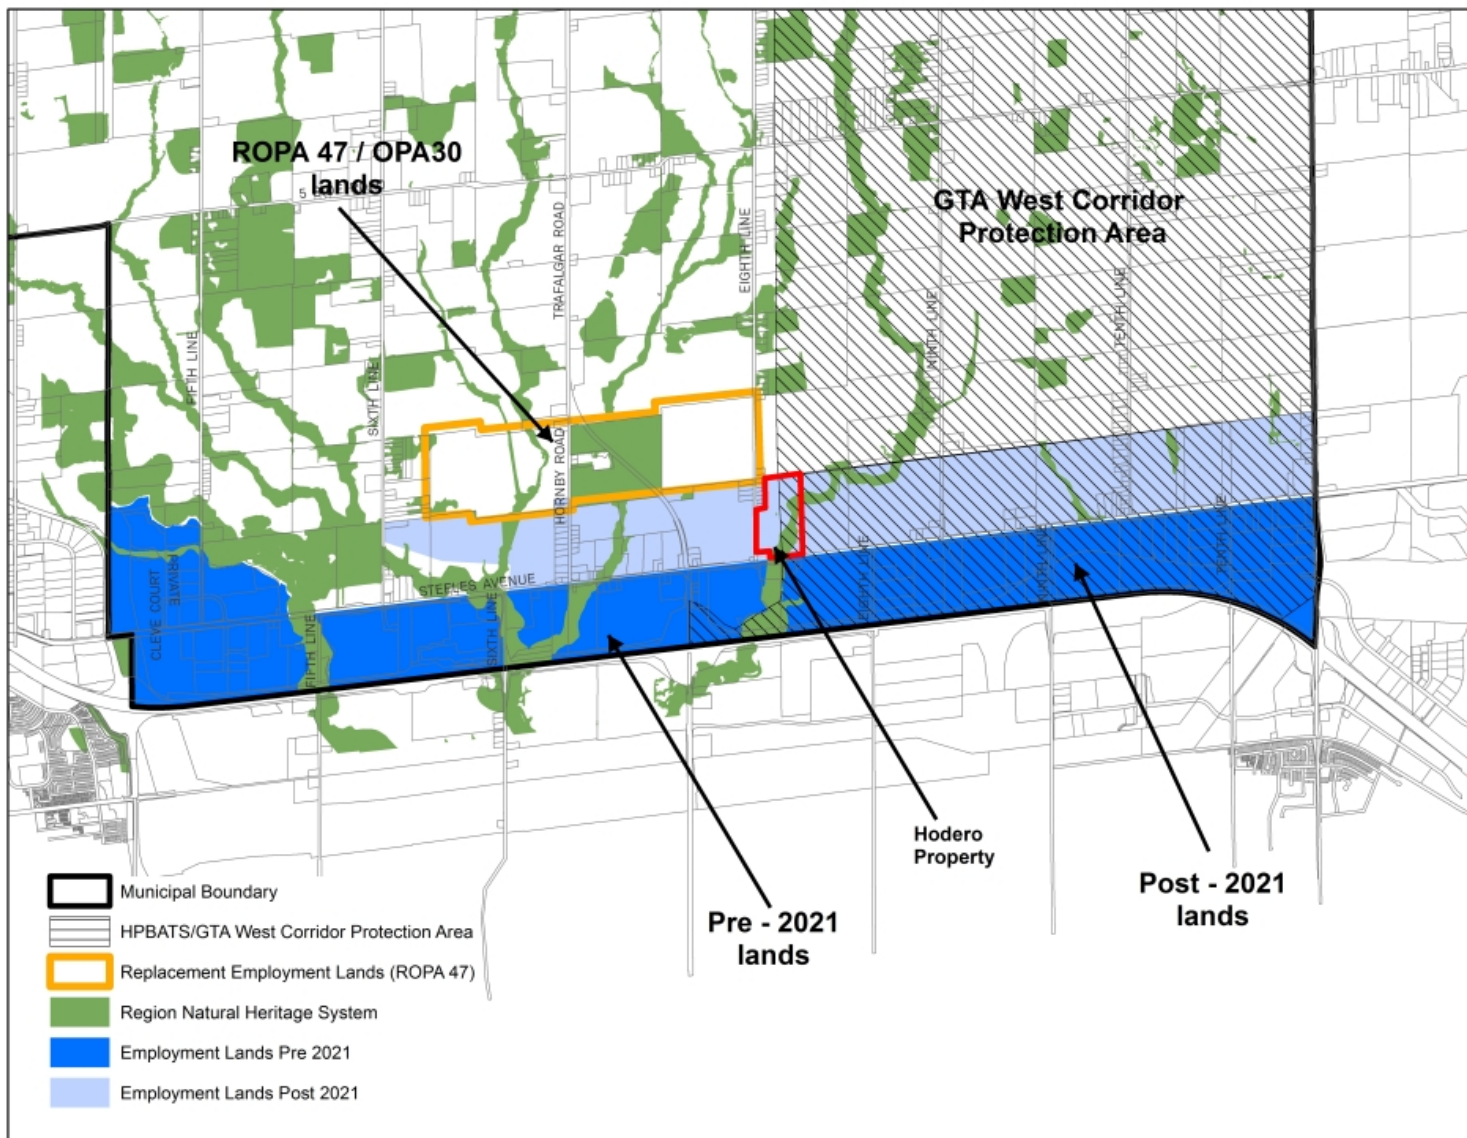 ROPA 47 / OPA30
lands
5
GTA West Corridor
Protection Area
TRAFALGAR ROAD
EIGHTH LINE
NINTH LINE
TENTH LINE
FIFTH LINE
SIXTH LINE
HORNBY ROAD
STEELES AVENUE
PRIVATE
CLEVE COURT
FIFTH LINE
SIXTH LINE
EIGHTH LINE
NINTH LINE
TENTH LINE
Hodero
Property
Pre - 2021
lands
Post - 2021
lands
Municipal Boundary
HPBATS/GTA West Corridor Protection Area
Replacement Employment Lands (ROPA 47)
Region Natural Heritage System
Employment Lands Pre 2021
Employment Lands Post 2021